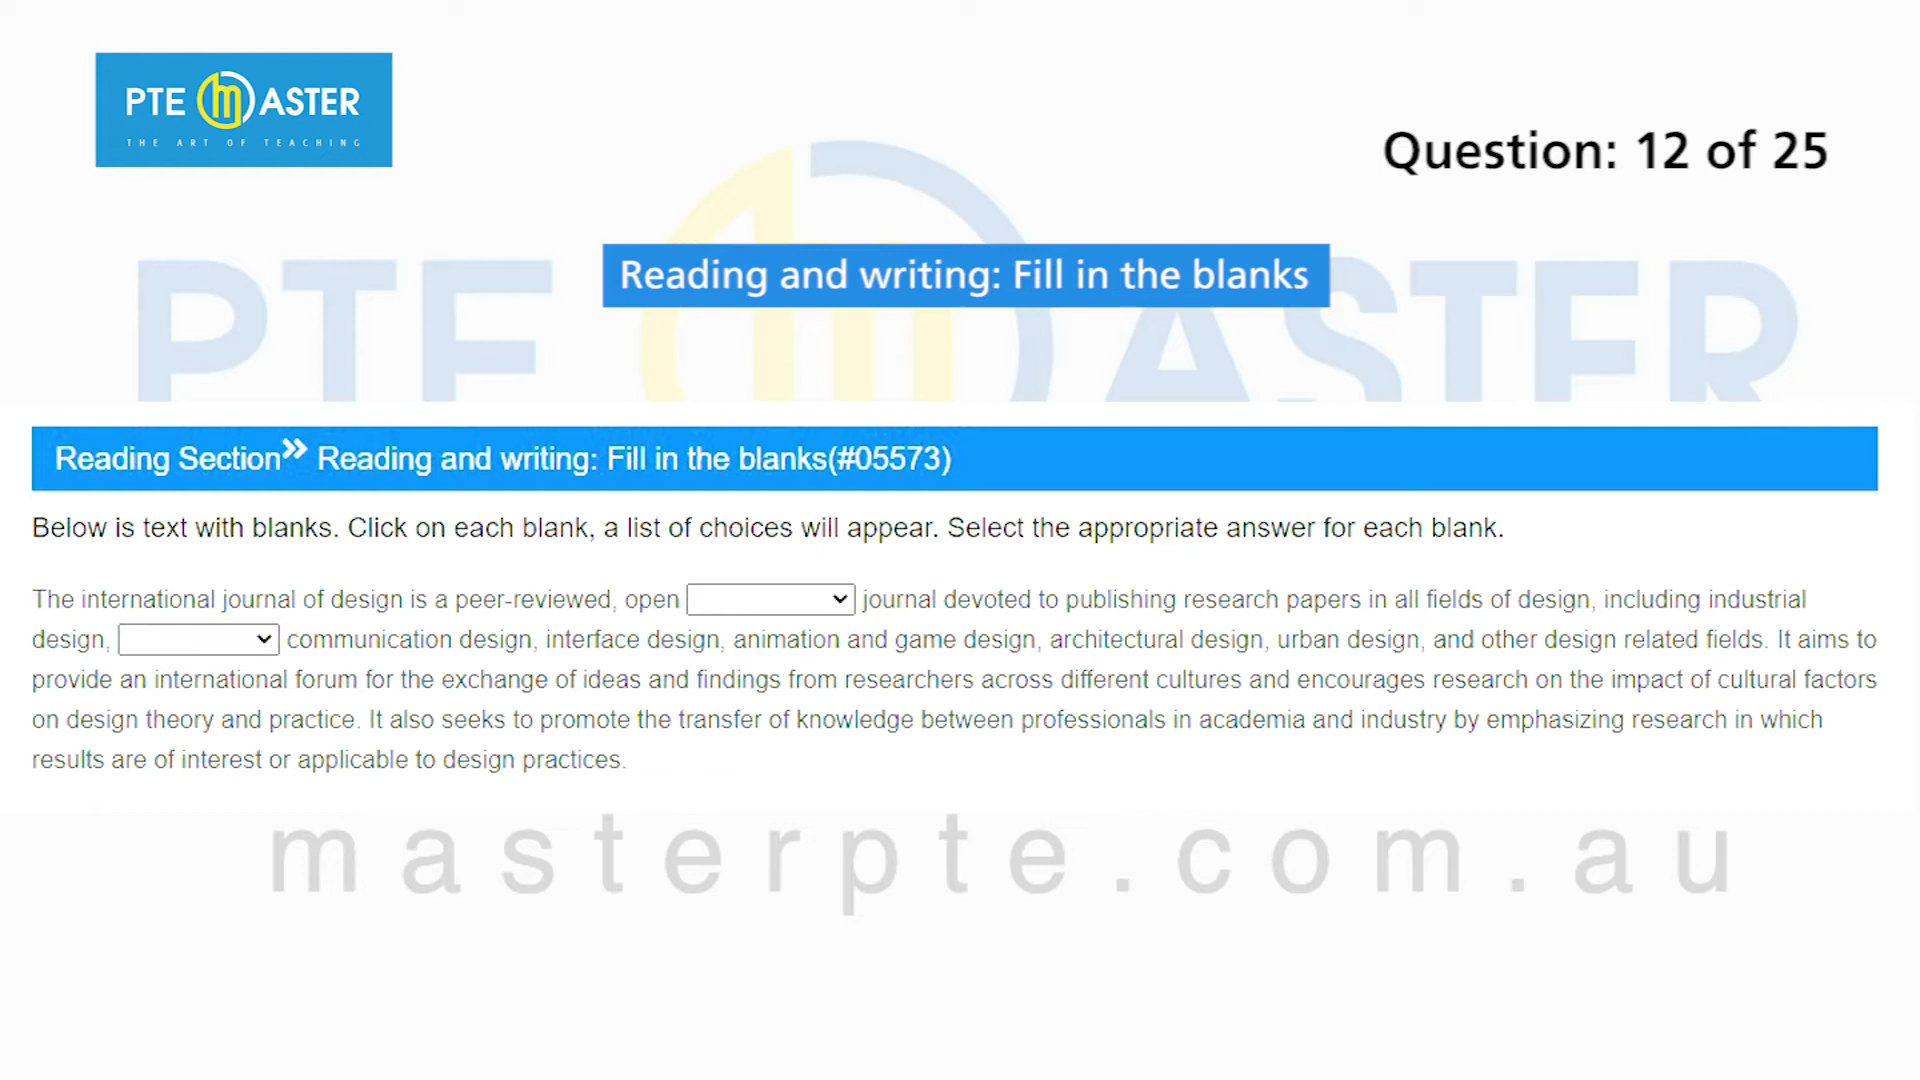 PTE MASTER
THE ART OF TEACHING
Question: 12 of 25
PTE MASTER
Reading and writing: Fill in the blanks
Reading Section» Reading and writing: Fill in the blanks(#05573)
Below is text with blanks. Click on each blank, a list of choices will appear. Select the appropriate answer for each blank.
The international journal of design is a peer-reviewed, open journal devoted to publishing research papers in all fields of design, including industrial
design, communication design, interface design, animation and game design, architectural design, urban design, and other design related fields. It aims to
provide an international forum for the exchange of ideas and findings from researchers across different cultures and encourages research on the impact of cultural factors
on design theory and practice. It also seeks to promote the transfer of knowledge between professionals in academia and industry by emphasizing research in which
results are of interest or applicable to design practices.
masterpte.com.au